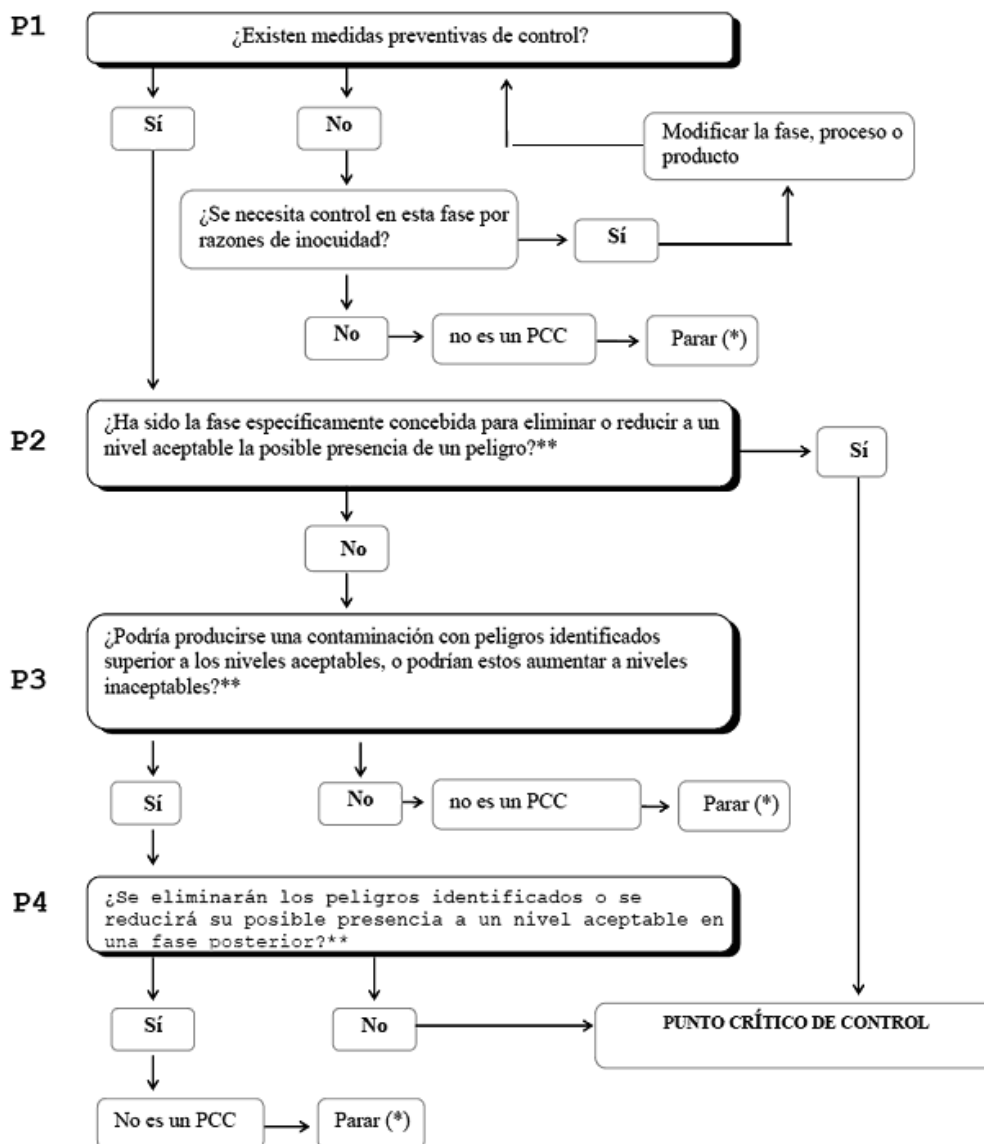 P1
¿Existen medidas preventivas de control?
Sí
No
Modificar la fase, proceso o
producto
¿Se necesita control en esta fase por
razones de inocuidad?
Sí
No
no es un PCC
Parar (*)
P2
¿Ha sido la fase específicamente concebida para eliminar o reducir a un
nivel aceptable la posible presencia de un peligro?**
Sí
No
P3
¿Podría producirse una contaminación con peligros identificados
superior a los niveles aceptables, o podrían estos aumentar a niveles
inaceptables?**
Sí
No
no es un PCC
Parar (*)
P4
¿Se eliminarán los peligros identificados o se
reducirá su posible presencia a un nivel aceptable en
una fase posterior?**
Sí
No
PUNTO CRÍTICO DE CONTROL
No es un PCC
Parar (*)